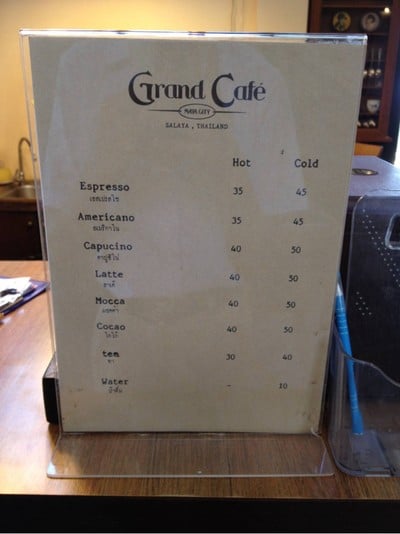 Grand Café
MAYA CITY
SALAYA , THAILAND
Hot Cold
Espresso 35 45
เอสเปรสโซ
Americano 35 45
อเมริกาโน
Capucino 40 50
คาปูชิโน่
Latte 40 50
ลาเต้
Mocca 40 50
มอคค่า
Cocao 40 50
โกโก้
tea 30 40
ชา
Water - 10
น้ำดื่ม